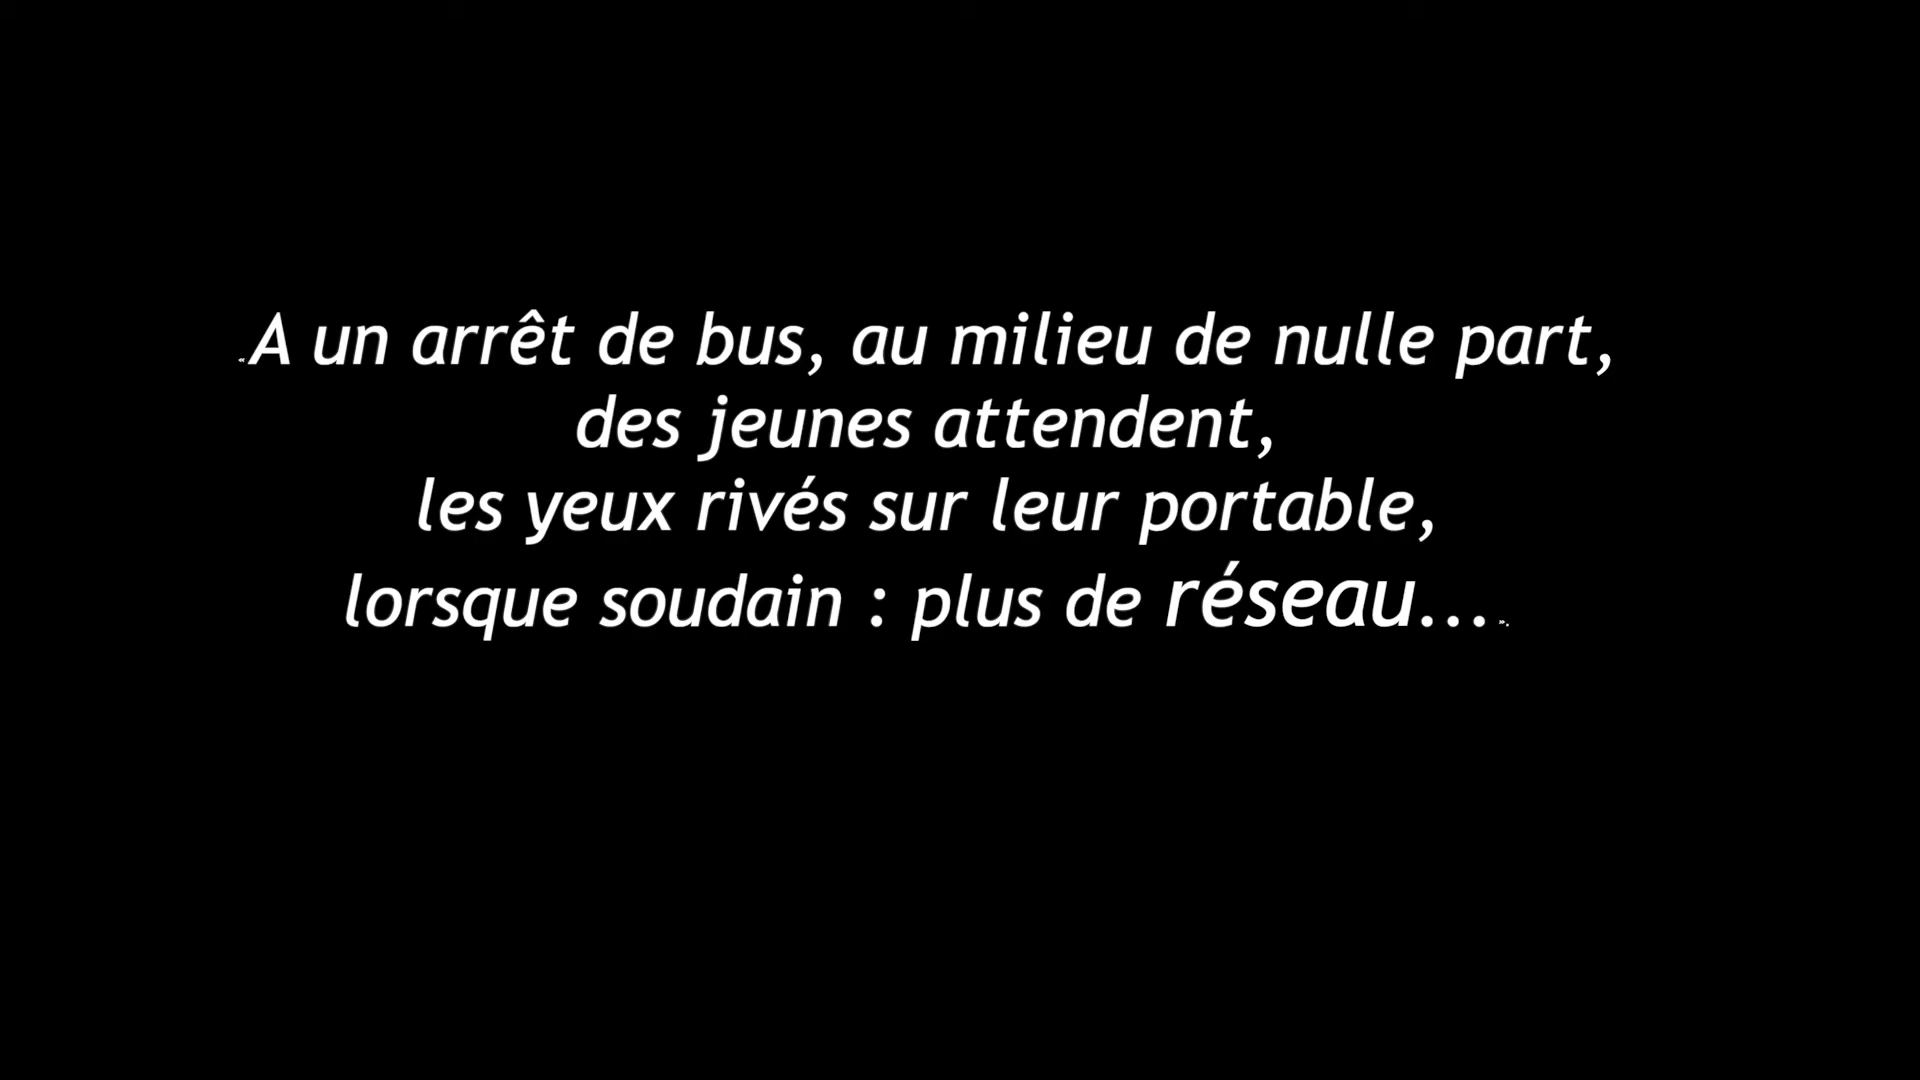 « A un arrêt de bus, au milieu de nulle part,
des jeunes attendent,
les yeux rivés sur leur portable,
lorsque soudain : plus de réseau... ».